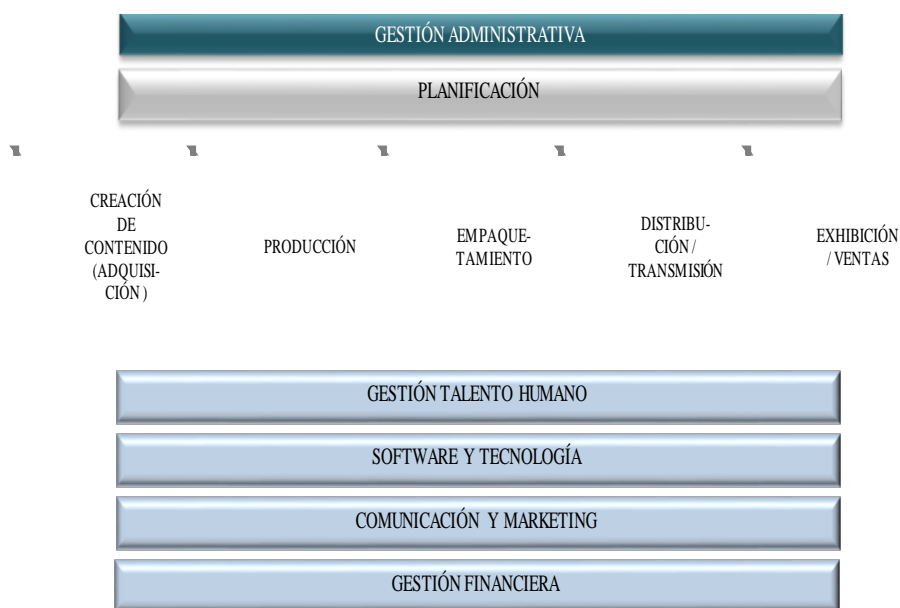 GESTIÓN ADMINISTRATIVA
PLANIFICACIÓN
CREACIÓN
DE
CONTENIDO
(ADQUISI-
CIÓN )
PRODUCCIÓN
EMPAQUE-
TAMIENTO
DISTRIBU-
CIÓN /
TRANSMISIÓN
EXHIBICIÓN
/ VENTAS
GESTIÓN TALENTO HUMANO
SOFTWARE Y TECNOLOGÍA
COMUNICACIÓN Y MARKETING
GESTIÓN FINANCIERA